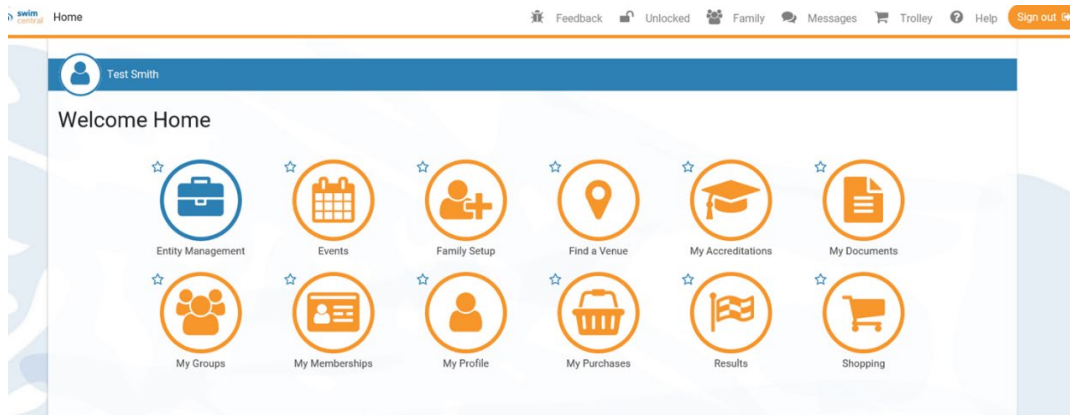 swim
central
Home
Feedback
Unlocked
Family
Messages
Trolley
Help
Sign out
Test Smith
Welcome Home
Entity Management
Events
Family Setup
Find a Venue
My Accreditations
My Documents
My Groups
My Memberships
My Profile
My Purchases
Results
Shopping